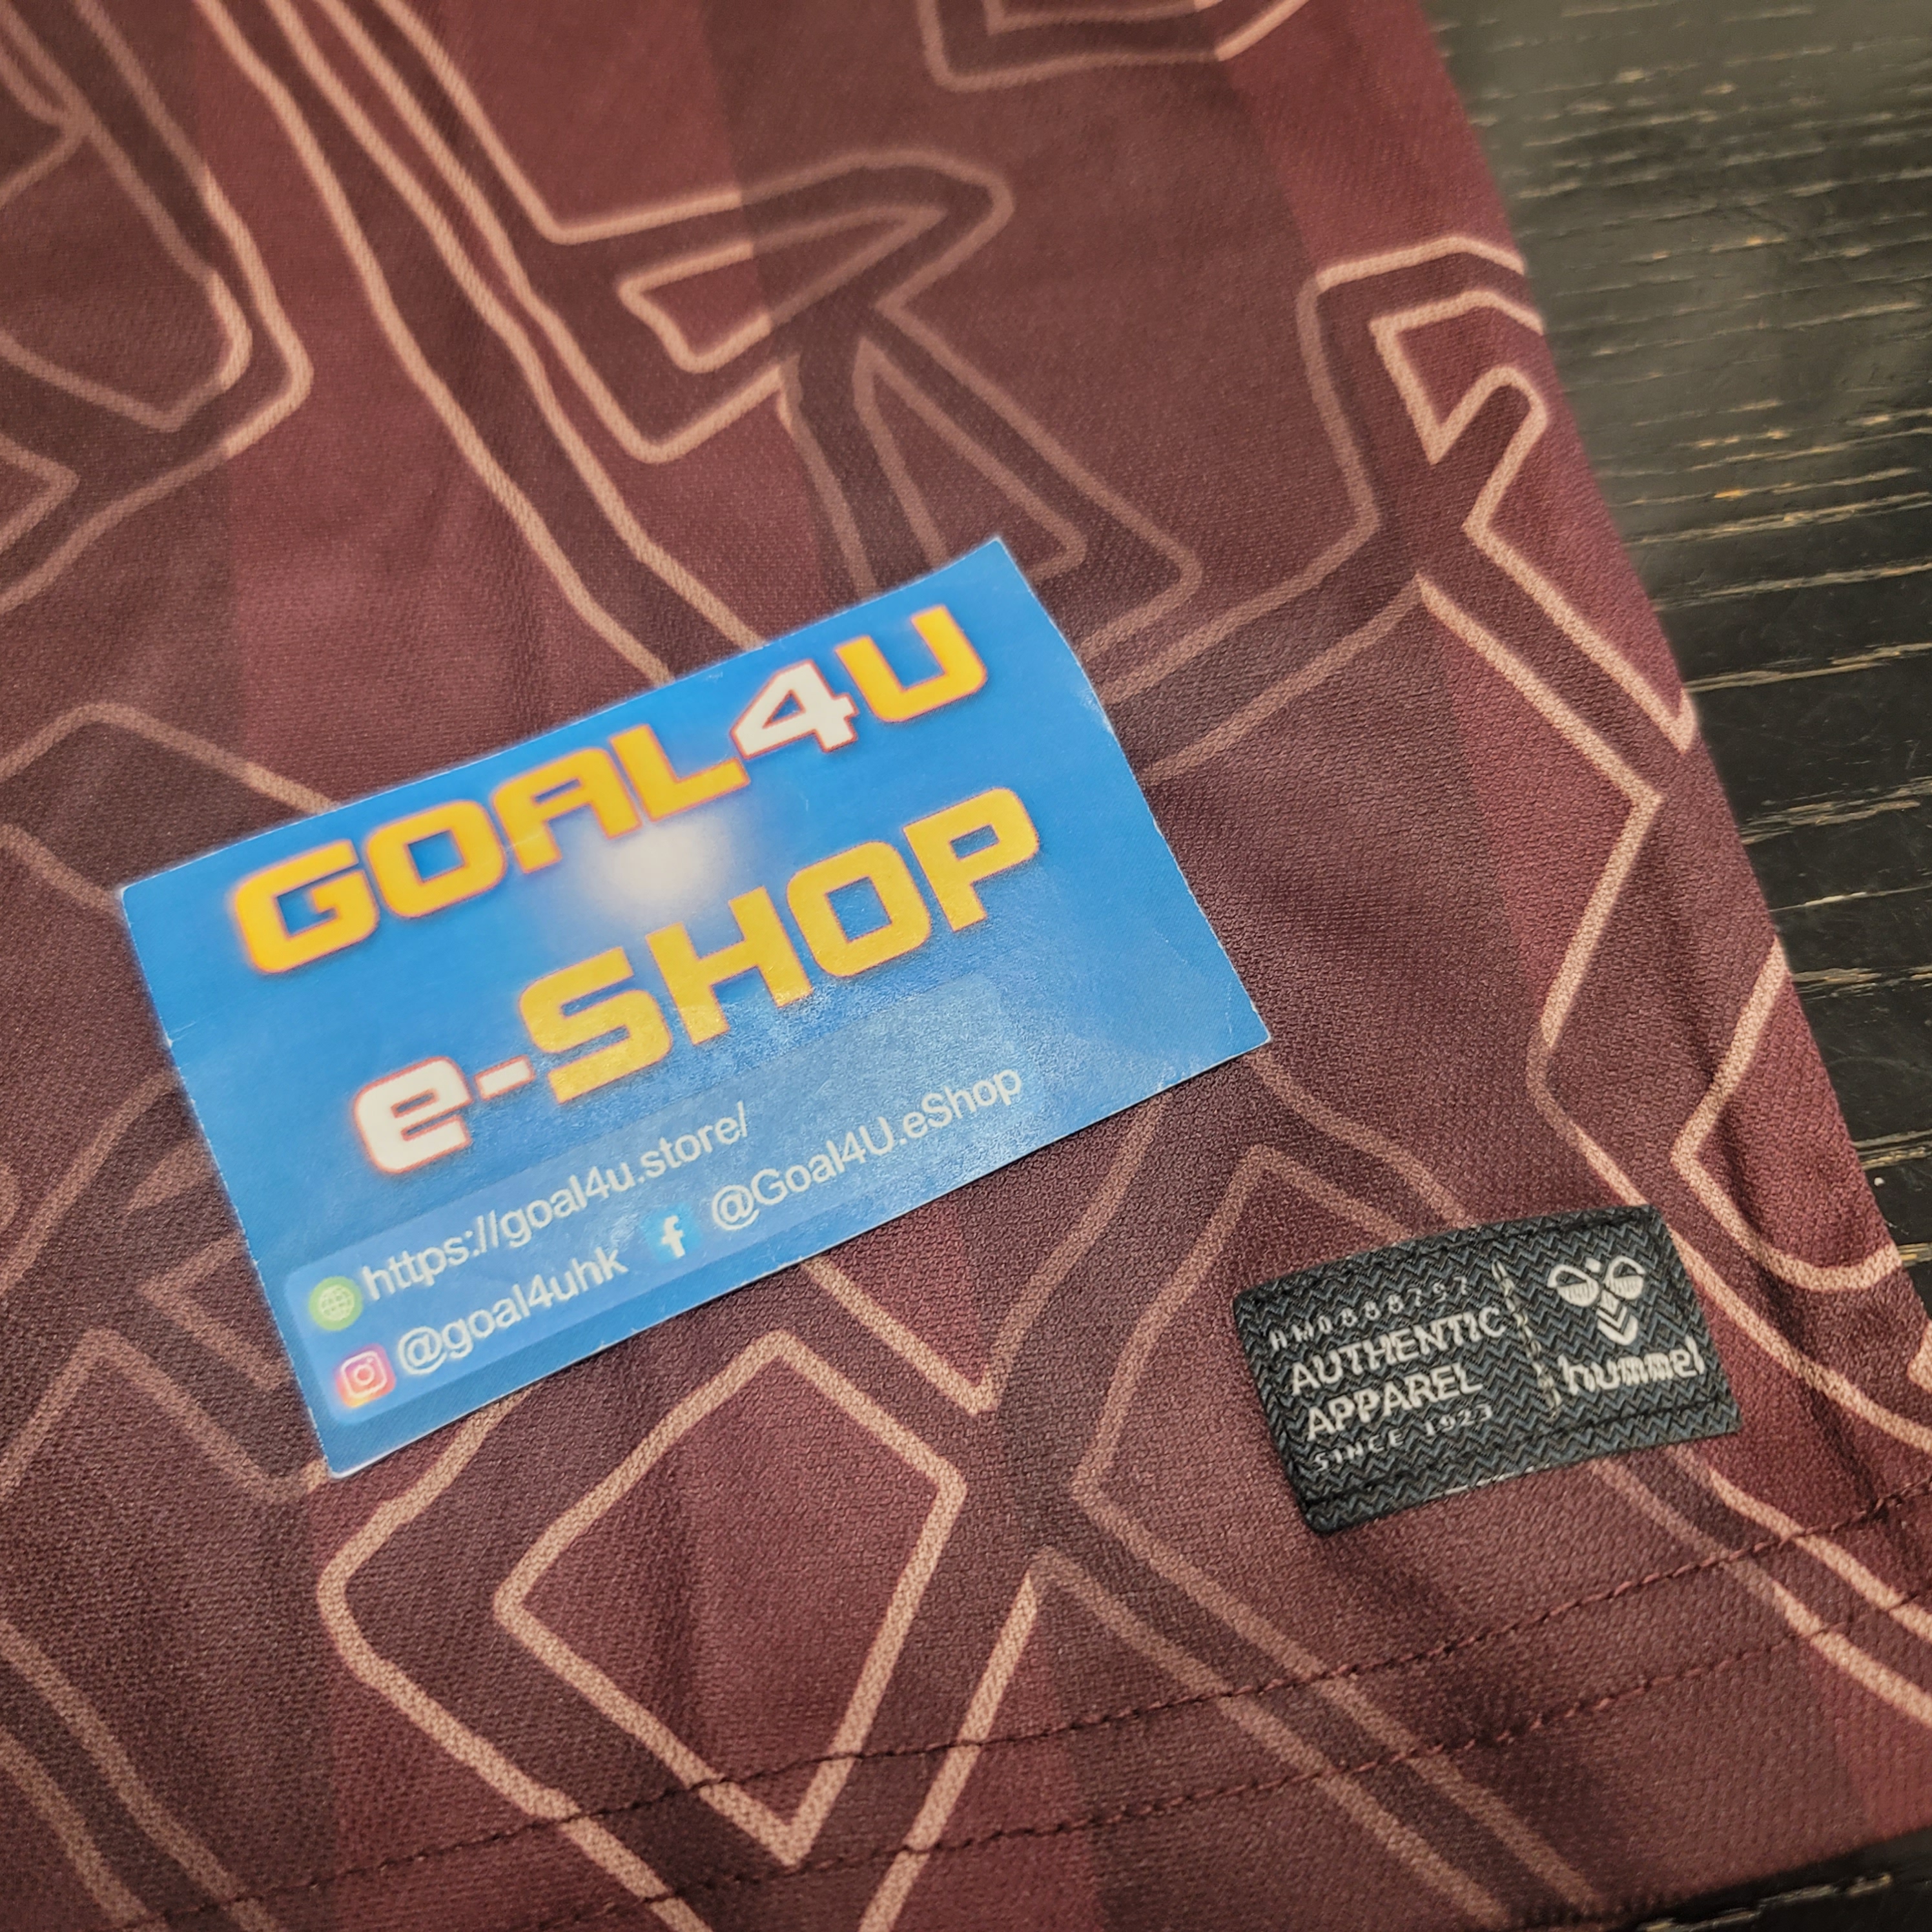 GOAL4U
e-SHOP
https://goal4u.store/
@goal4uhk @Goal4U.eShop
AUTHENTIC
APPAREL
SINCE 1923
hummel